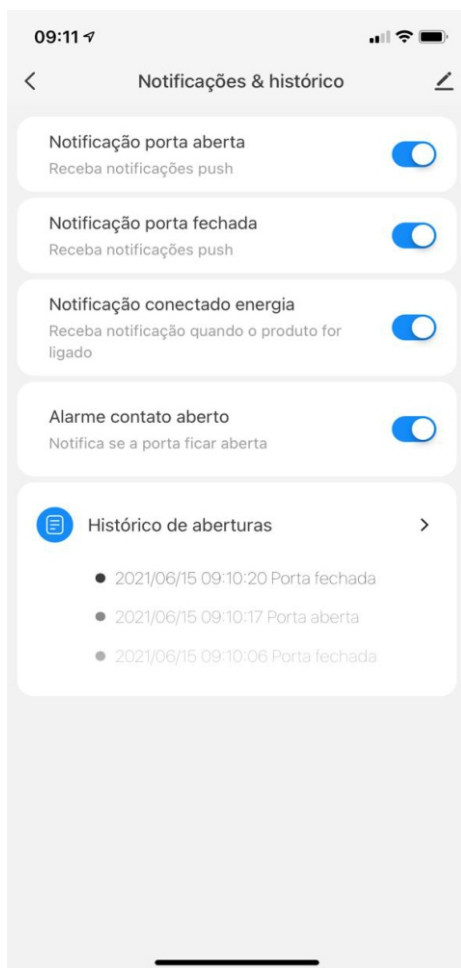 09:11
Notificações & histórico
Notificação porta aberta
Receba notificações push
Notificação porta fechada
Receba notificações push
Notificação conectado energia
Receba notificação quando o produto for
ligado
Alarme contato aberto
Notifica se a porta ficar aberta
Histórico de aberturas
2021/06/15 09:10:20 Porta fechada
2021/06/15 09:10:17 Porta aberta
2021/06/15 09:10:06 Porta fechada